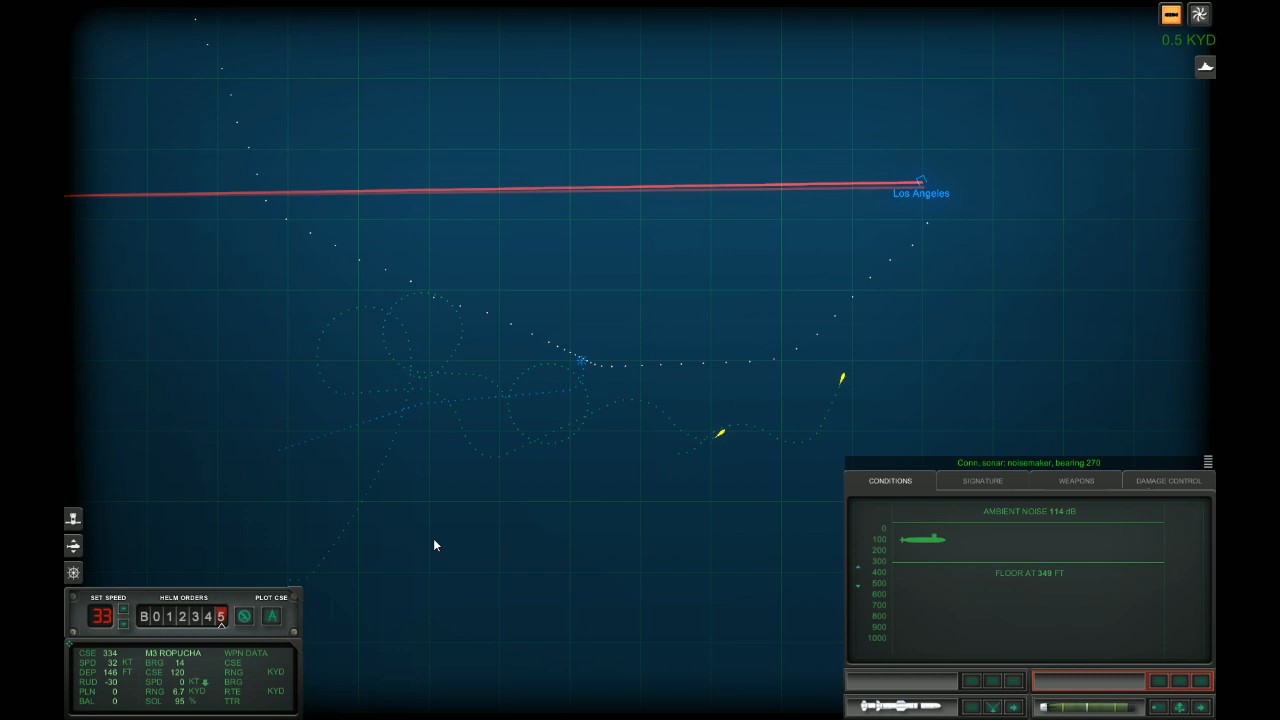 0.5 KYD
Los Angeles
Conn, sonar: noisemaker, bearing 270
CONDITIONS SIGNATURE WEAPONS DAMAGE CONTROL
AMBIENT NOISE 114 dB
0
100
200
300
400
500
600
700
800
900
1000
FLOOR AT 349 FT
SET SPEED HELM ORDERS PLOT CSE
33 B 0 1 2 3 4 5
CSE 334 M3 ROPUCHA WPN DATA
SPD 32 KT BRG 14 CSE
DEP 146 FT CSE 120 RNG KYD
RUD -30 SPD 0 KT BRG
PLN 0 RNG 6.7 KYD RTE KYD
BAL 0 SOL 95 % TTR